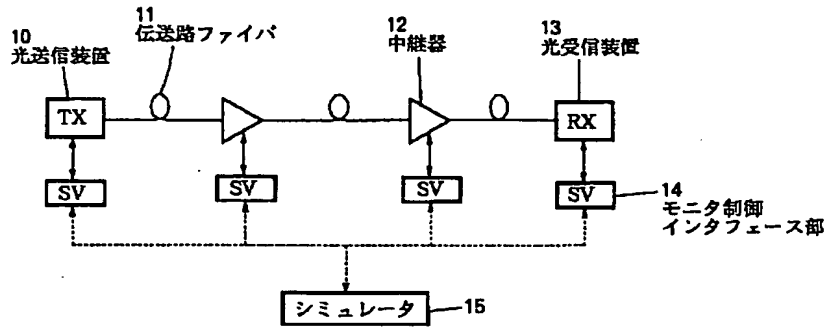 10
光送信装置
11
伝送路ファイバ
12
中継器
13
光受信装置
TX
RX
SV
SV
SV
SV
14
モニタ制御
インタフェース部
シミュレータ
15